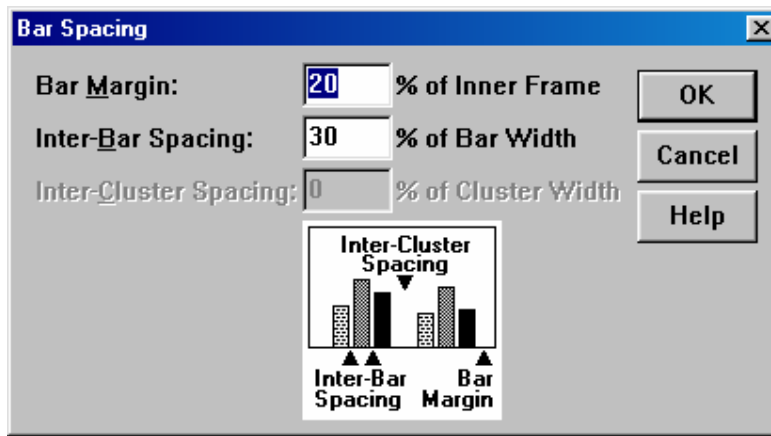 Bar Spacing
Bar Margin: 20 % of Inner Frame
OK
Inter-Bar Spacing: 30 % of Bar Width
Cancel
Inter-Cluster Spacing: 0 % of Cluster Width
Help
Inter-Cluster
Spacing
Inter-Bar Bar
Spacing Margin